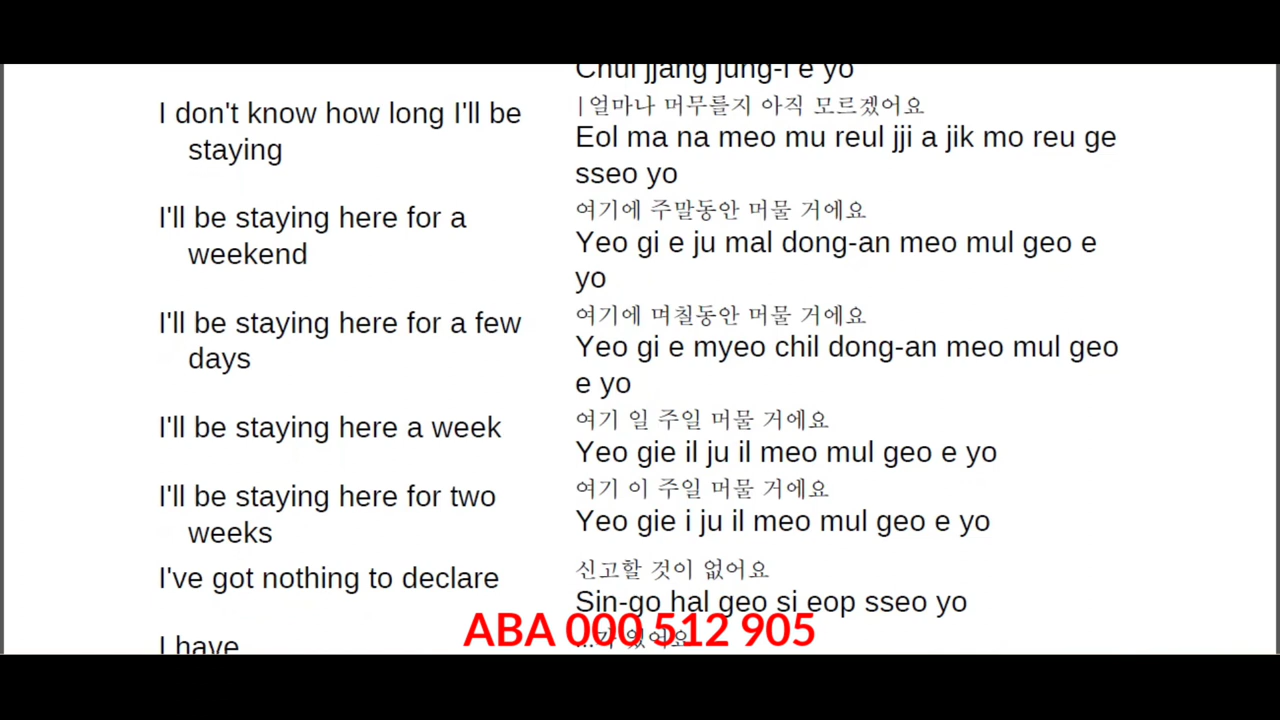 Chul jjang jung-i e yo
I don't know how long I'll be
staying
|얼마나 머무를지 아직 모르겠어요
Eol ma na meo mu reul jji a jik mo reu ge
sseo yo
I'll be staying here for a
weekend
여기에 주말동안 머물 거에요
Yeo gi e ju mal dong-an meo mul geo e
yo
I'll be staying here for a few
days
여기에 며칠동안 머물 거에요
Yeo gi e myeo chil dong-an meo mul geo
e yo
I'll be staying here a week
여기 일 주일 머물 거에요
Yeo gie il ju il meo mul geo e yo
I'll be staying here for two
weeks
여기 이 주일 머물 거에요
Yeo gie i ju il meo mul geo e yo
I've got nothing to declare
신고할 것이 없어요
Sin-go hal geo si eop sseo yo
I have
...가 있어요
ABA 000 512 905